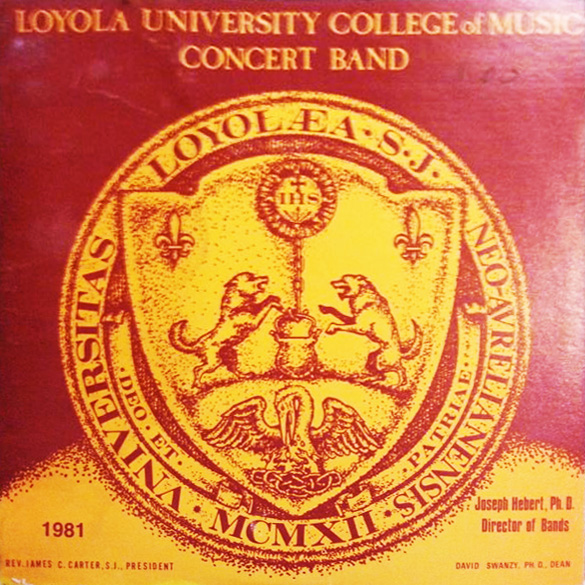 LOYOLA UNIVERSITY COLLEGE of MUSIC
CONCERT BAND
VNIVERSITAS · LOYOLÆA · S · J · NEO-AVRELIANENSIS · MCMXII ·
IHS
· DEO · ET ·
· PATRIAE ·
1981
Joseph Hebert, Ph. D.
Director of Bands
REV. JAMES C. CARTER, S.J., PRESIDENT
DAVID SWANZY, PH. D., DEAN